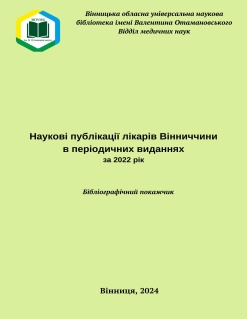 Вінницька обласна універсальна наукова
бібліотека імені Валентина Отамановського
Відділ медичних наук
Наукові публікації лікарів Вінниччини
в періодичних виданнях
за 2022 рік
Бібліографічний покажчик
Вінниця, 2024